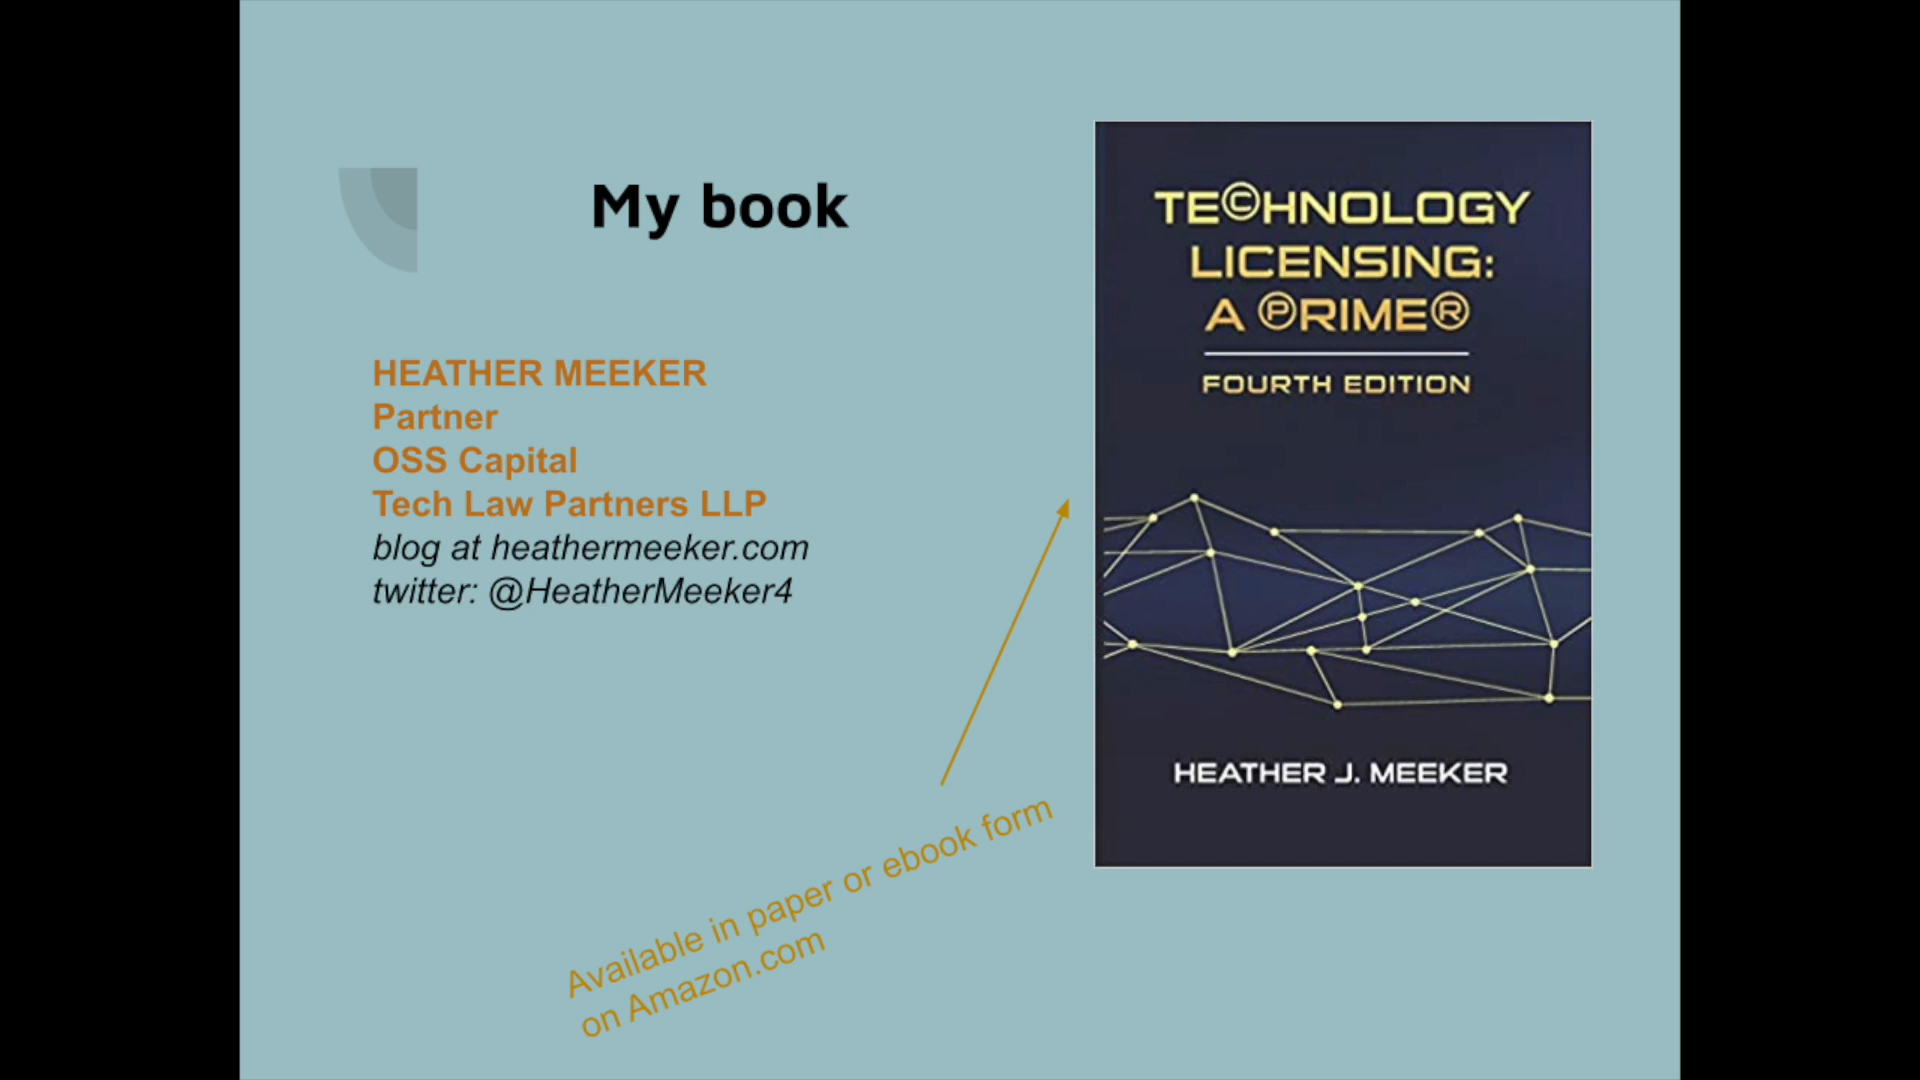 My book
HEATHER MEEKER
Partner
OSS Capital
Tech Law Partners LLP
blog at heathermeeker.com
twitter: @HeatherMeeker4
Available in paper or ebook form
on Amazon.com
TE©HNOLOGY
LICENSING:
A ℗RIME®
FOURTH EDITION
HEATHER J. MEEKER